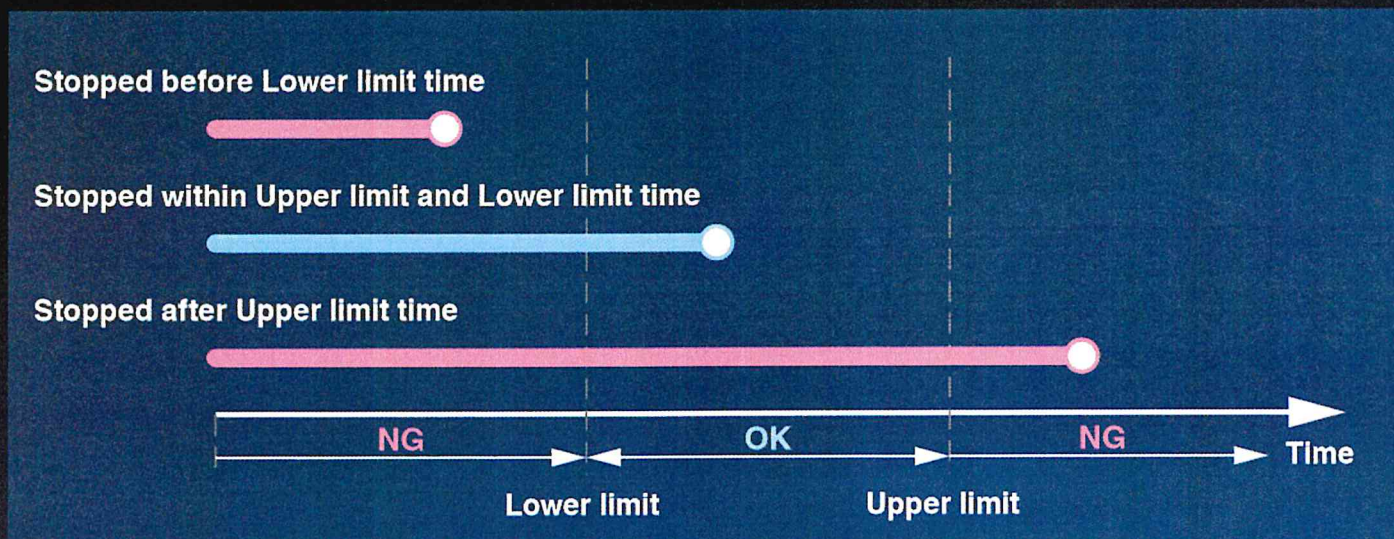 Stopped before Lower limit time
Stopped within Upper limit and Lower limit time
Stopped after Upper limit time
NG OK NG
Time
Lower limit Upper limit